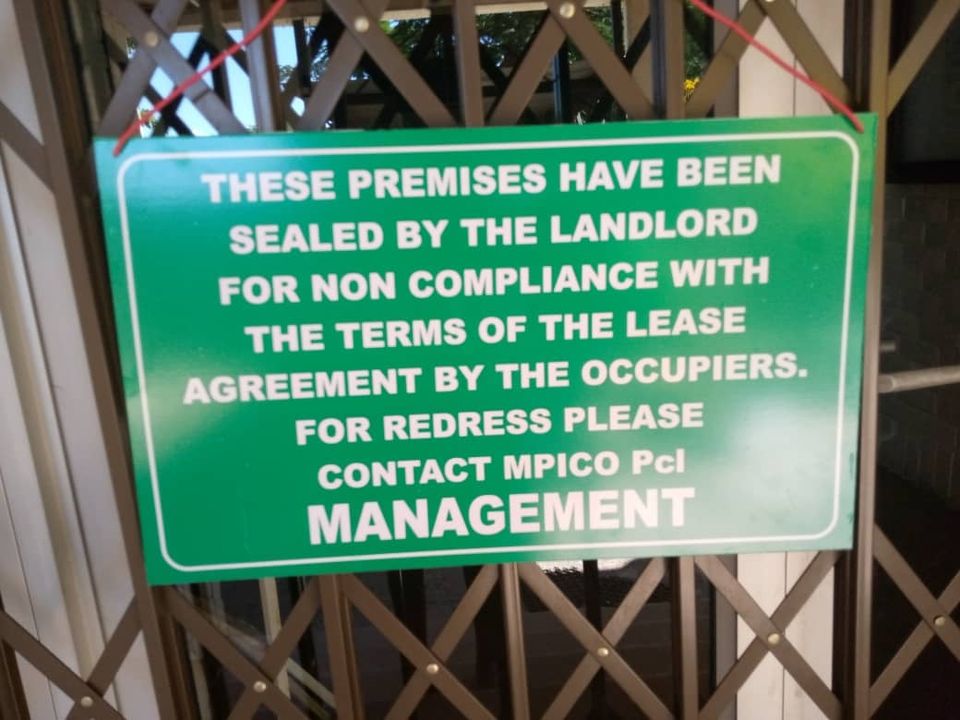 THESE PREMISES HAVE BEEN
SEALED BY THE LANDLORD
FOR NON COMPLIANCE WITH
THE TERMS OF THE LEASE
AGREEMENT BY THE OCCUPIERS.
FOR REDRESS PLEASE
CONTACT MPICO Pcl
MANAGEMENT